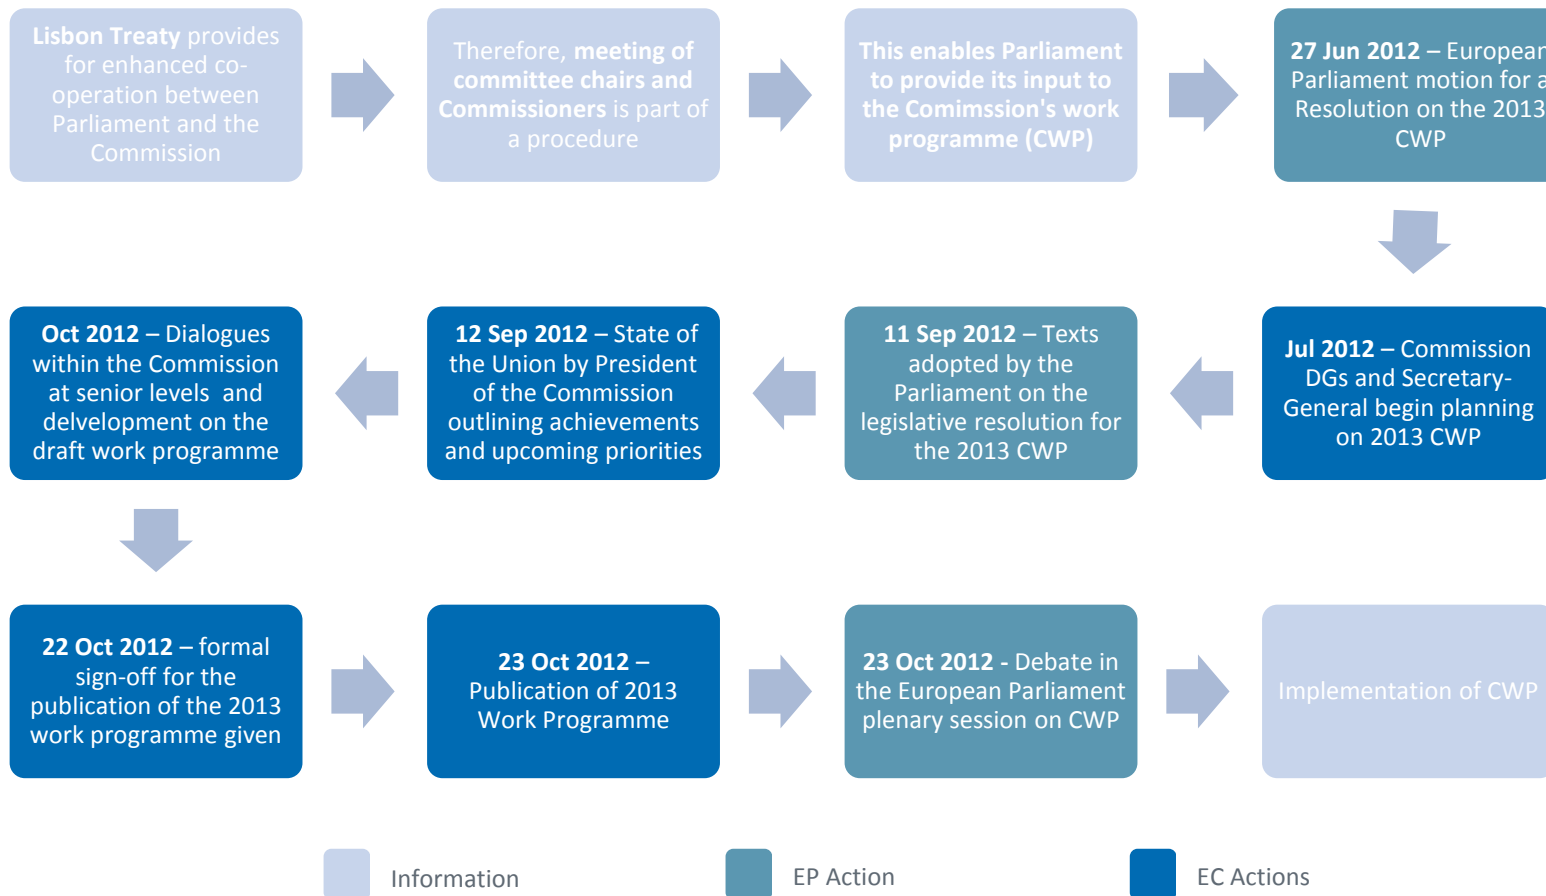 Lisbon Treaty provides
for enhanced co-
operation between
Parliament and the
Commission
Therefore, meeting of
committee chairs and
Commissioners is part of
a procedure
This enables Parliament
to provide its input to
the Comimssion's work
programme (CWP)
27 Jun 2012 – European
Parliament motion for a
Resolution on the 2013
CWP
Jul 2012 – Commission
DGs and Secretary-
General begin planning
on 2013 CWP
11 Sep 2012 – Texts
adopted by the
Parliament on the
legislative resolution for
the 2013 CWP
12 Sep 2012 – State of
the Union by President
of the Commission
outlining achievements
and upcoming priorities
Oct 2012 – Dialogues
within the Commission
at senior levels and
delvelopment on the
draft work programme
22 Oct 2012 – formal
sign-off for the
publication of the 2013
work programme given
23 Oct 2012 –
Publication of 2013
Work Programme
23 Oct 2012 - Debate in
the European Parliament
plenary session on CWP
Implementation of CWP
Information
EP Action
EC Actions